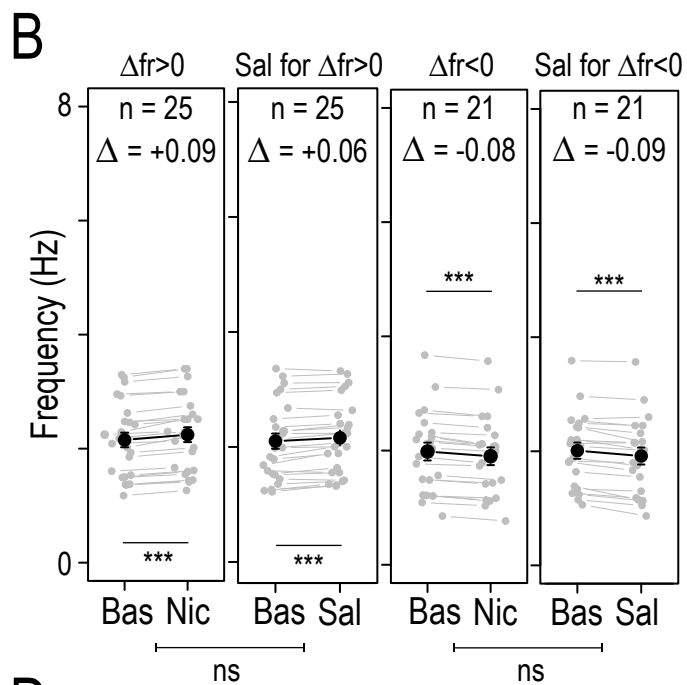 B
Δfr>0
Sal for Δfr>0
Δfr<0
Sal for Δfr<0
8
n = 25
n = 25
n = 21
n = 21
Δ = +0.09
Δ = +0.06
Δ = -0.08
Δ = -0.09
Frequency (Hz)
***
***
***
***
0
Bas Nic
Bas Sal
Bas Nic
Bas Sal
ns
ns